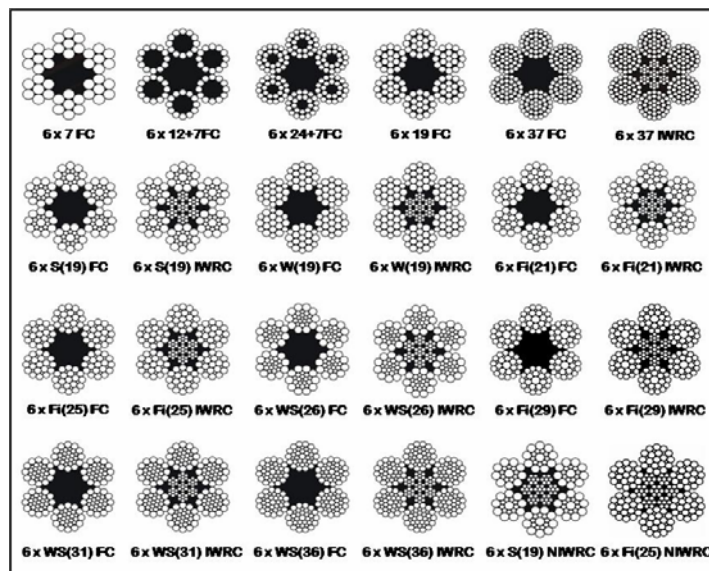 6 x 7 FC
6 x 12+7FC
6 x 24+7FC
6 x 19 FC
6 x 37 FC
6 x 37 IWRC
6 x S(19) FC
6 x S(19) IWRC
6 x W(19) FC
6 x W(19) IWRC
6 x Fi(21) FC
6 x Fi(21) IWRC
6 x Fi(25) FC
6 x Fi(25) IWRC
6 x WS(26) FC
6 x WS(26) IWRC
6 x Fi(29) FC
6 x Fi(29) IWRC
6 x WS(31) FC
6 x WS(31) IWRC
6 x WS(36) FC
6 x WS(36) IWRC
6 x S(19) NIWRC
6 x Fi(25) NIWRC